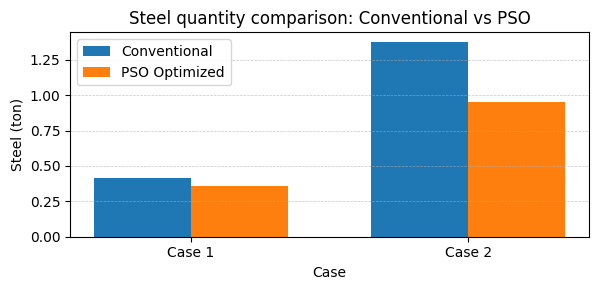 Steel quantity comparison: Conventional vs PSO
Conventional
PSO Optimized
Steel (ton)
1.25
1.00
0.75
0.50
0.25
0.00
Case 1
Case 2
Case